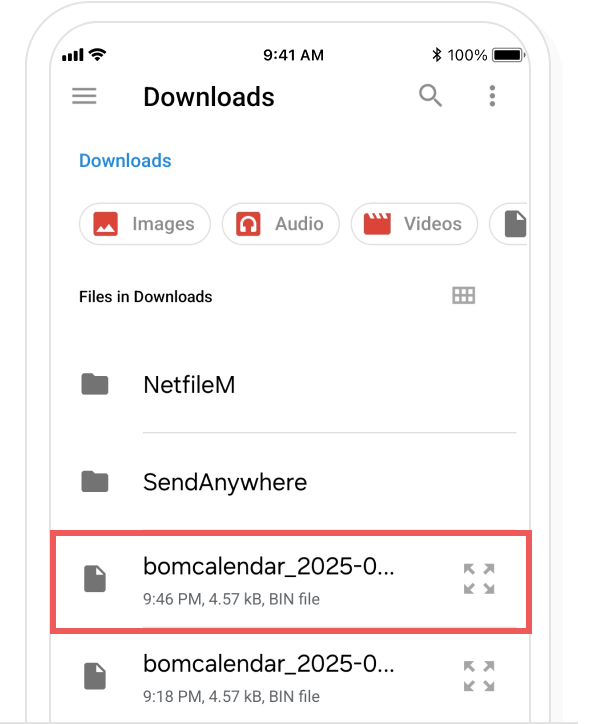 9:41 AM 100%
Downloads
Downloads
Images Audio Videos
Files in Downloads
NetfileM
SendAnywhere
bomcalendar_2025-0...
9:46 PM, 4.57 kB, BIN file
bomcalendar_2025-0...
9:18 PM, 4.57 kB, BIN file